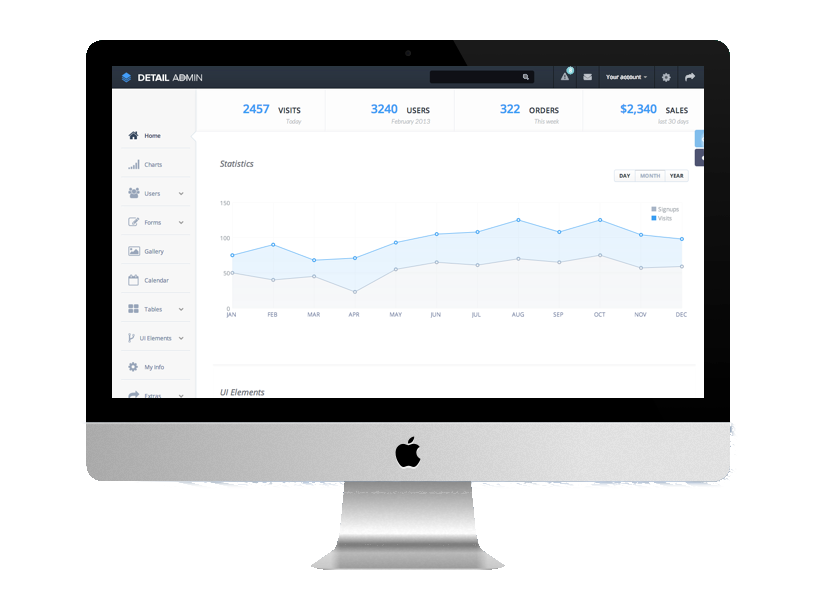 DETAIL ADMIN
8
Your account
2457 VISITS
Today
3240 USERS
February 2013
322 ORDERS
This week
$2,340 SALES
last 30 days
Home
Charts
Users
Forms
Gallery
Calendar
Tables
UI Elements
My Info
Extras
Statistics
DAY MONTH YEAR
Signups
Visits
150
100
50
0
JAN FEB MAR APR MAY JUN JUL AUG SEP OCT NOV DEC
UI Elements